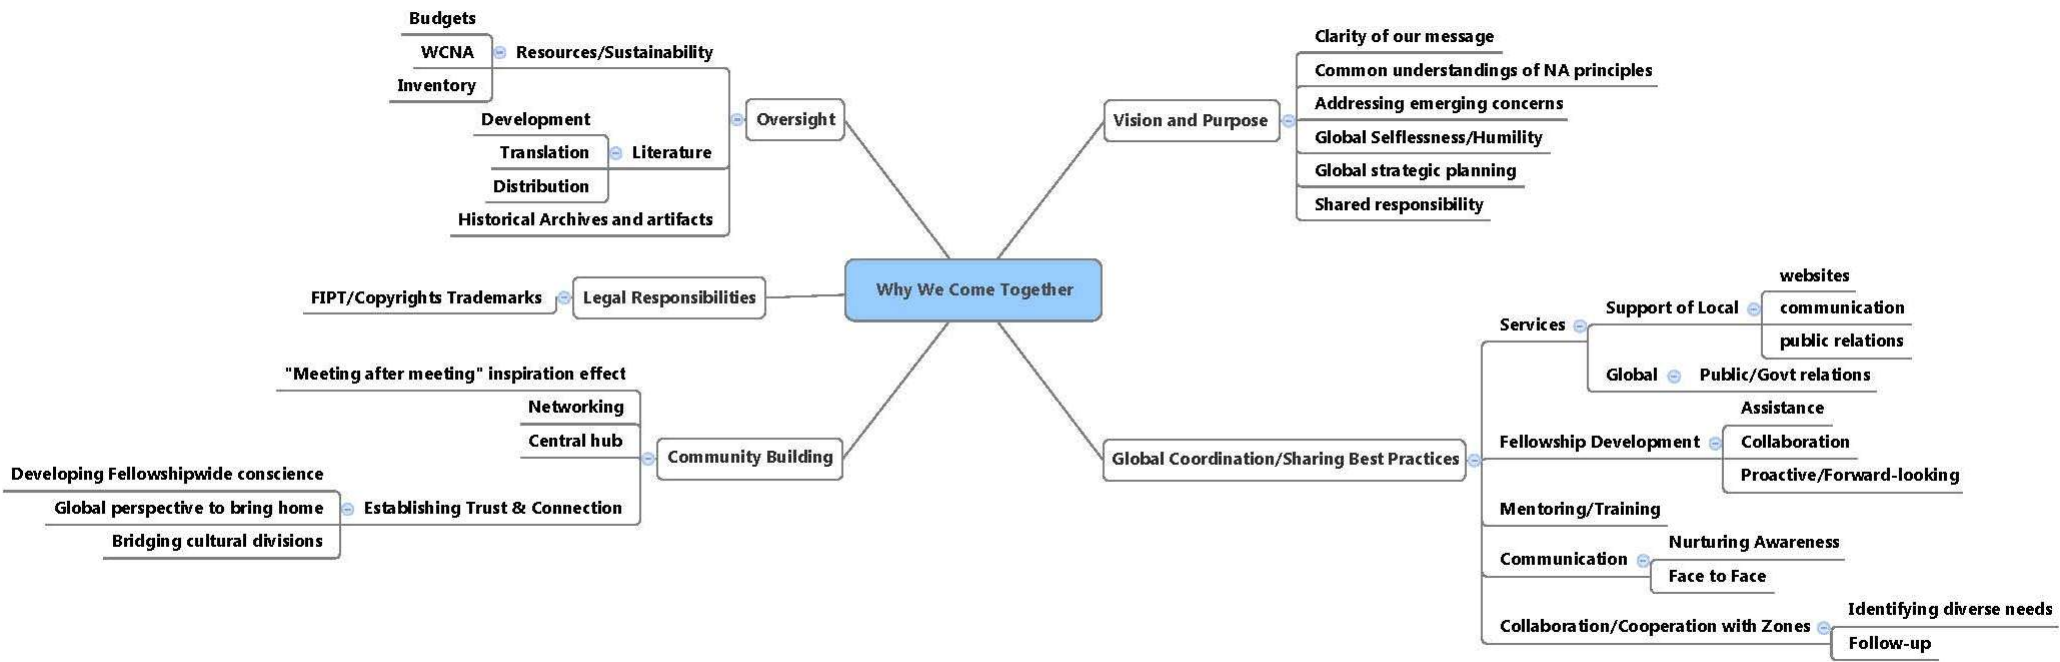 Why We Come Together
Oversight
Resources/Sustainability
Budgets
WCNA
Inventory
Literature
Development
Translation
Distribution
Historical Archives and artifacts
Legal Responsibilities
FIPT/Copyrights Trademarks
Community Building
"Meeting after meeting" inspiration effect
Networking
Central hub
Establishing Trust & Connection
Developing Fellowshipwide conscience
Global perspective to bring home
Bridging cultural divisions
Vision and Purpose
Clarity of our message
Common understandings of NA principles
Addressing emerging concerns
Global Selflessness/Humility
Global strategic planning
Shared responsibility
Global Coordination/Sharing Best Practices
Services
Support of Local
websites
communication
public relations
Global
Public/Govt relations
Fellowship Development
Assistance
Collaboration
Proactive/Forward-looking
Mentoring/Training
Communication
Nurturing Awareness
Face to Face
Collaboration/Cooperation with Zones
Identifying diverse needs
Follow-up